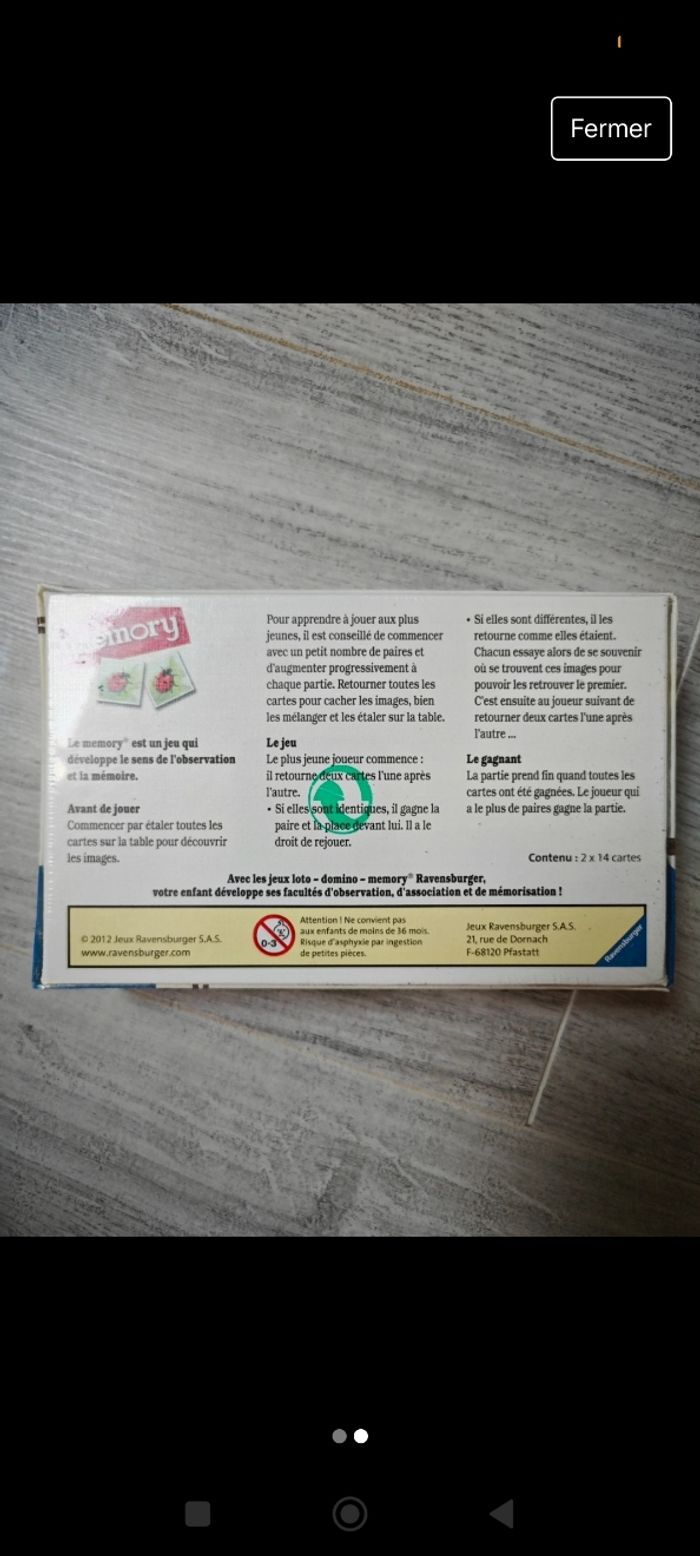 Fermer
memory®
Le memory® est un jeu qui
développe le sens de l'observation
et la mémoire.
Avant de jouer
Commencer par étaler toutes les
cartes sur la table pour découvrir
les images.
Pour apprendre à jouer aux plus
jeunes, il est conseillé de commencer
avec un petit nombre de paires et
d'augmenter progressivement à
chaque partie. Retourner toutes les
cartes pour cacher les images, bien
les mélanger et les étaler sur la table.
Le jeu
Le plus jeune joueur commence :
il retourne deux cartes l'une après
l'autre.
• Si elles sont identiques, il gagne la
paire et la place devant lui. Il a le
droit de rejouer.
• Si elles sont différentes, il les
retourne comme elles étaient.
Chacun essaye alors de se souvenir
où se trouvent ces images pour
pouvoir les retrouver le premier.
C'est ensuite au joueur suivant de
retourner deux cartes l'une après
l'autre ...
Le gagnant
La partie prend fin quand toutes les
cartes ont été gagnées. Le joueur qui
a le plus de paires gagne la partie.
Contenu : 2 x 14 cartes
Avec les jeux loto – domino – memory® Ravensburger,
votre enfant développe ses facultés d'observation, d'association et de mémorisation !
© 2012 Jeux Ravensburger S.A.S.
www.ravensburger.com
0-3
Attention ! Ne convient pas
aux enfants de moins de 36 mois.
Risque d'asphyxie par ingestion
de petites pièces.
Jeux Ravensburger S.A.S.
21, rue de Dornach
F-68120 Pfastatt
Ravensburger